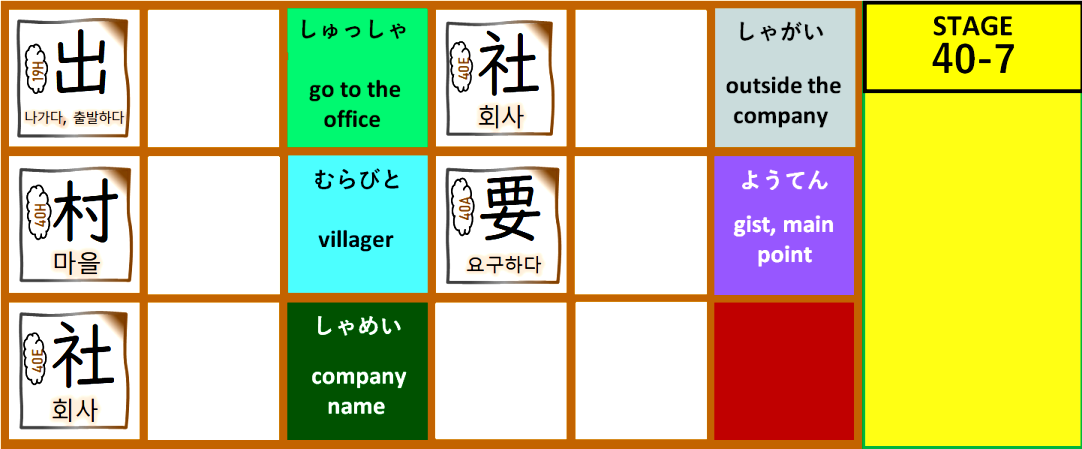 19H
出
나가다, 출발하다
しゅっしゃ
go to the
office
40E
社
회사
しゃがい
outside the
company
STAGE
40-7
40H
村
마을
むらびと
villager
40A
要
요구하다
ようてん
gist, main
point
40E
社
회사
しゃめい
company
name